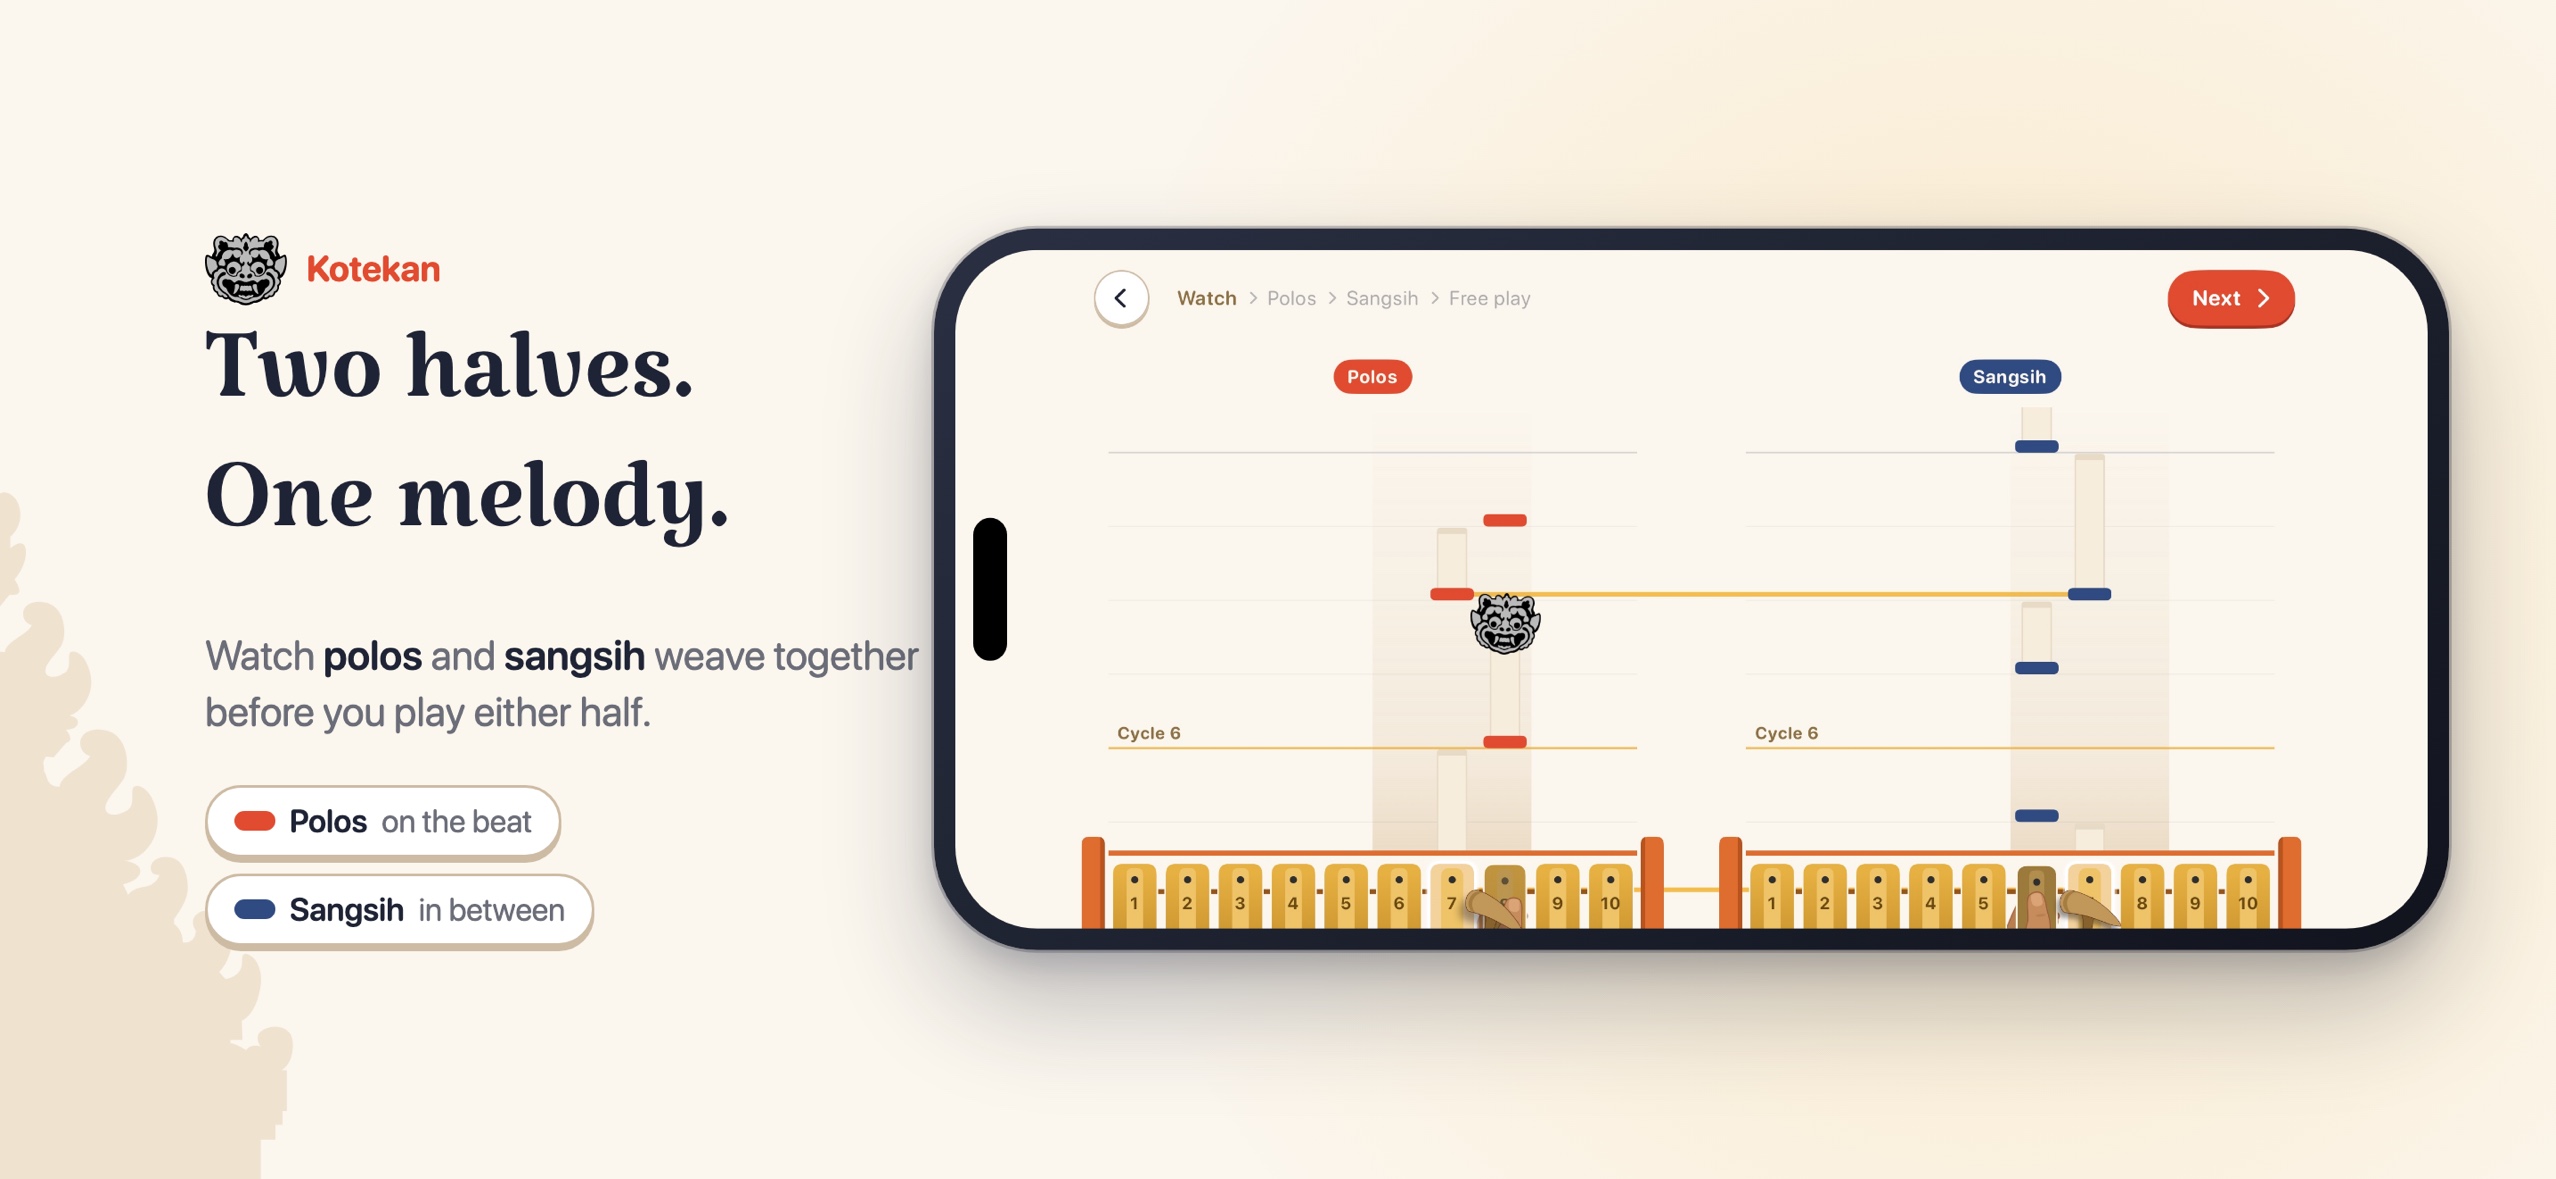 Kotekan
Two halves.
One melody.
Watch polos and sangsih weave together
before you play either half.
Polos on the beat
Sangsih in between
Watch > Polos > Sangsih > Free play
Next
Polos
Sangsih
Cycle 6
Cycle 6
1 2 3 4 5 6 7 9 10
1 2 3 4 5 8 9 10